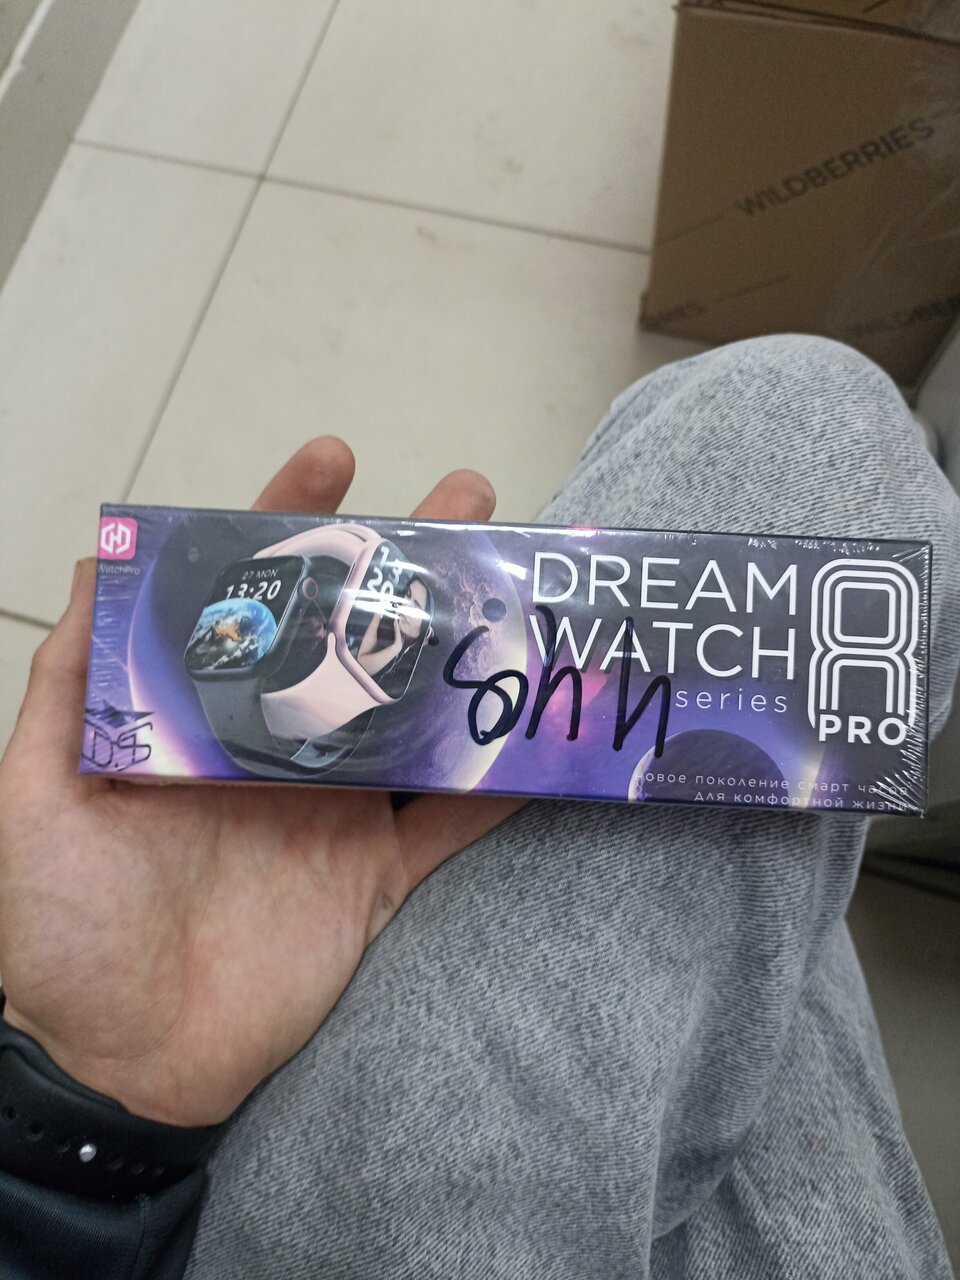 WILDBERRIES
WatchPro
27 MON
13:20
DREAM
WATCH
series
8
PRO
новое поколение смарт часов
для комфортной жизни